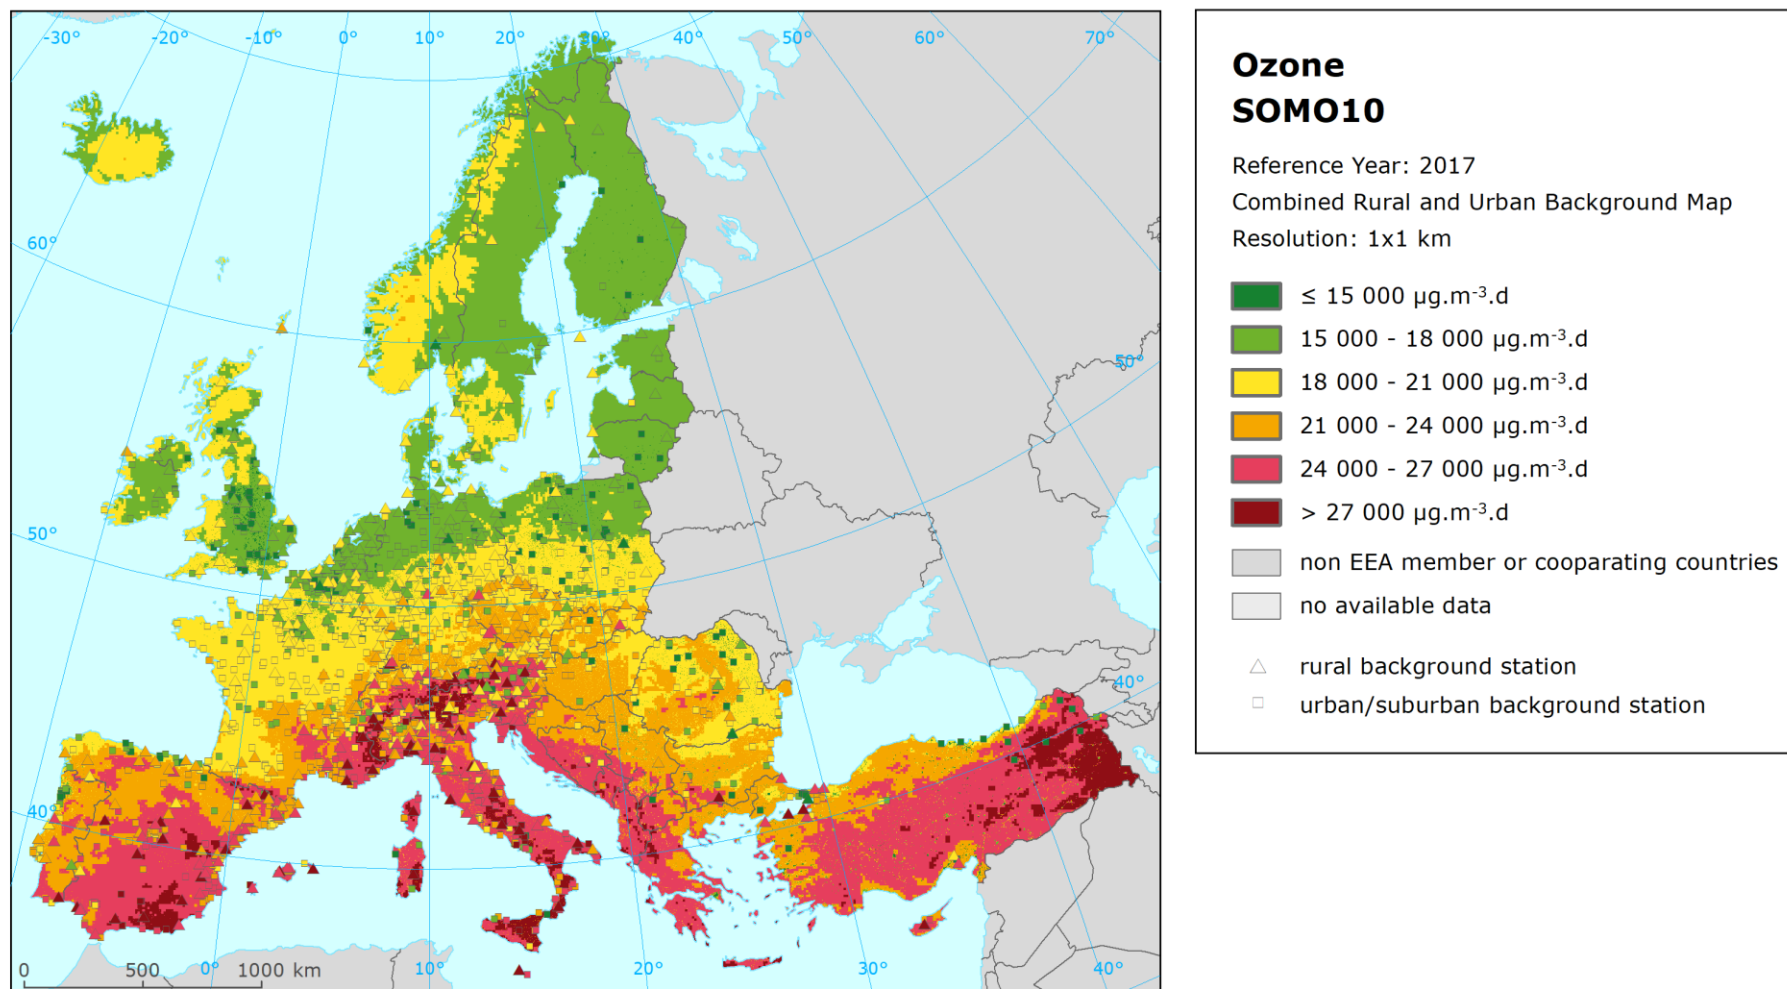 -30° -20° -10° 0° 10° 20° 30° 40° 50° 60° 70°
60°
50°
50°
40°
40°
0 500 1000 km
0° 10° 20° 30° 40°
Ozone
SOMO10
Reference Year: 2017
Combined Rural and Urban Background Map
Resolution: 1x1 km
≤ 15 000 µg.m⁻³.d
15 000 - 18 000 µg.m⁻³.d
18 000 - 21 000 µg.m⁻³.d
21 000 - 24 000 µg.m⁻³.d
24 000 - 27 000 µg.m⁻³.d
> 27 000 µg.m⁻³.d
non EEA member or cooparating countries
no available data
rural background station
urban/suburban background station